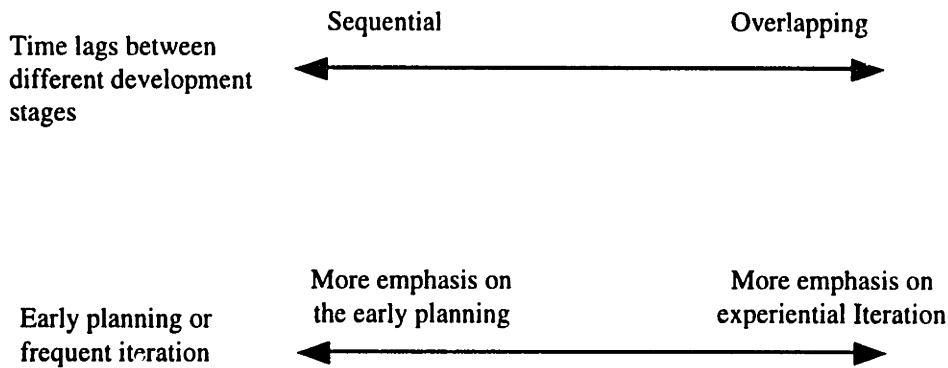 Sequential
Overlapping
Time lags between
different development
stages
More emphasis on
the early planning
More emphasis on
experiential Iteration
Early planning or
frequent iteration